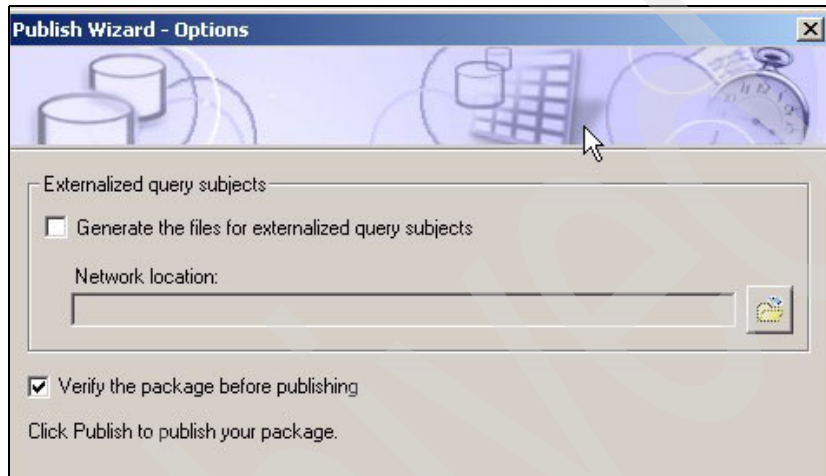 Publish Wizard - Options
Externalized query subjects
Generate the files for externalized query subjects
Network location:
Verify the package before publishing
Click Publish to publish your package.